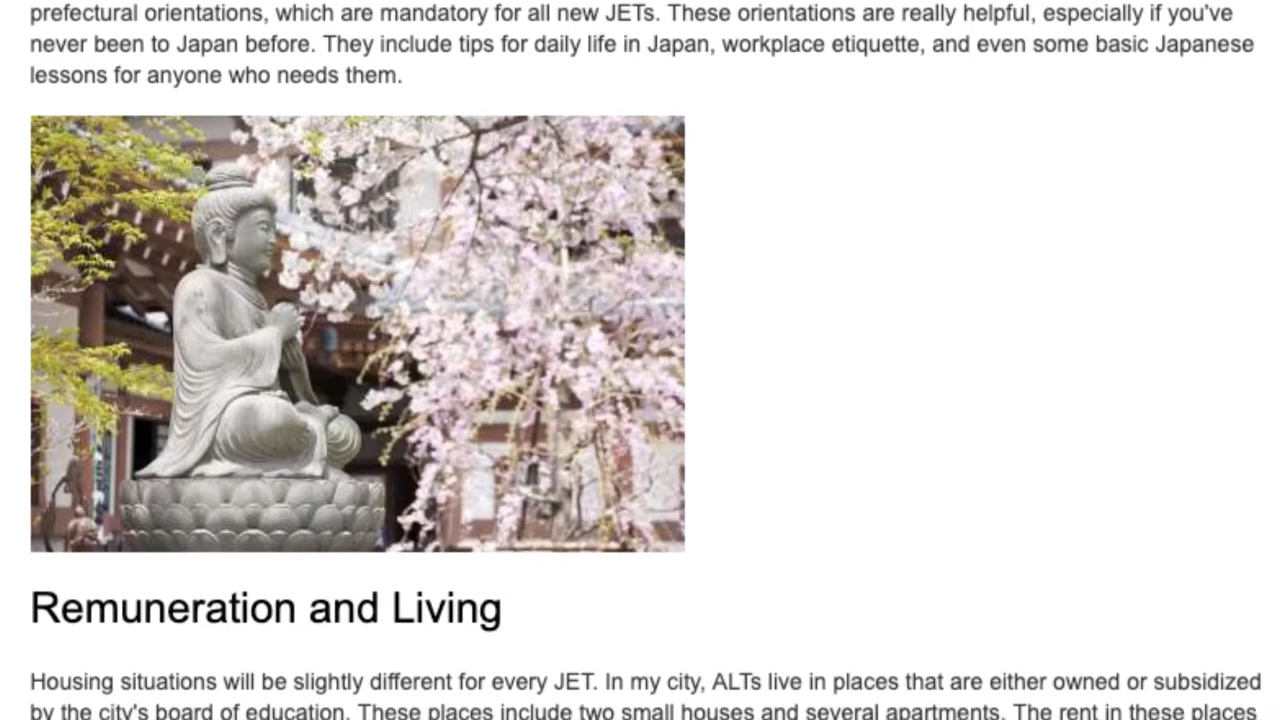 prefectural orientations, which are mandatory for all new JETs. These orientations are really helpful, especially if you've
never been to Japan before. They include tips for daily life in Japan, workplace etiquette, and even some basic Japanese
lessons for anyone who needs them.
Remuneration and Living
Housing situations will be slightly different for every JET. In my city, ALTs live in places that are either owned or subsidized
by the city's board of education. These places include two small houses and several apartments. The rent in these places